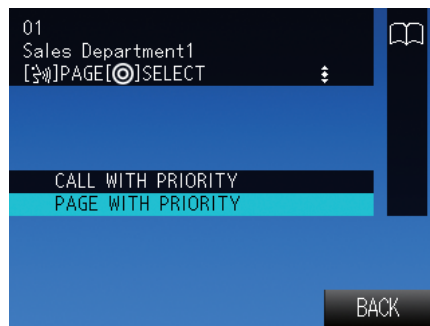 01
Sales Department1
[]PAGE[◎]SELECT
CALL WITH PRIORITY
PAGE WITH PRIORITY
BACK